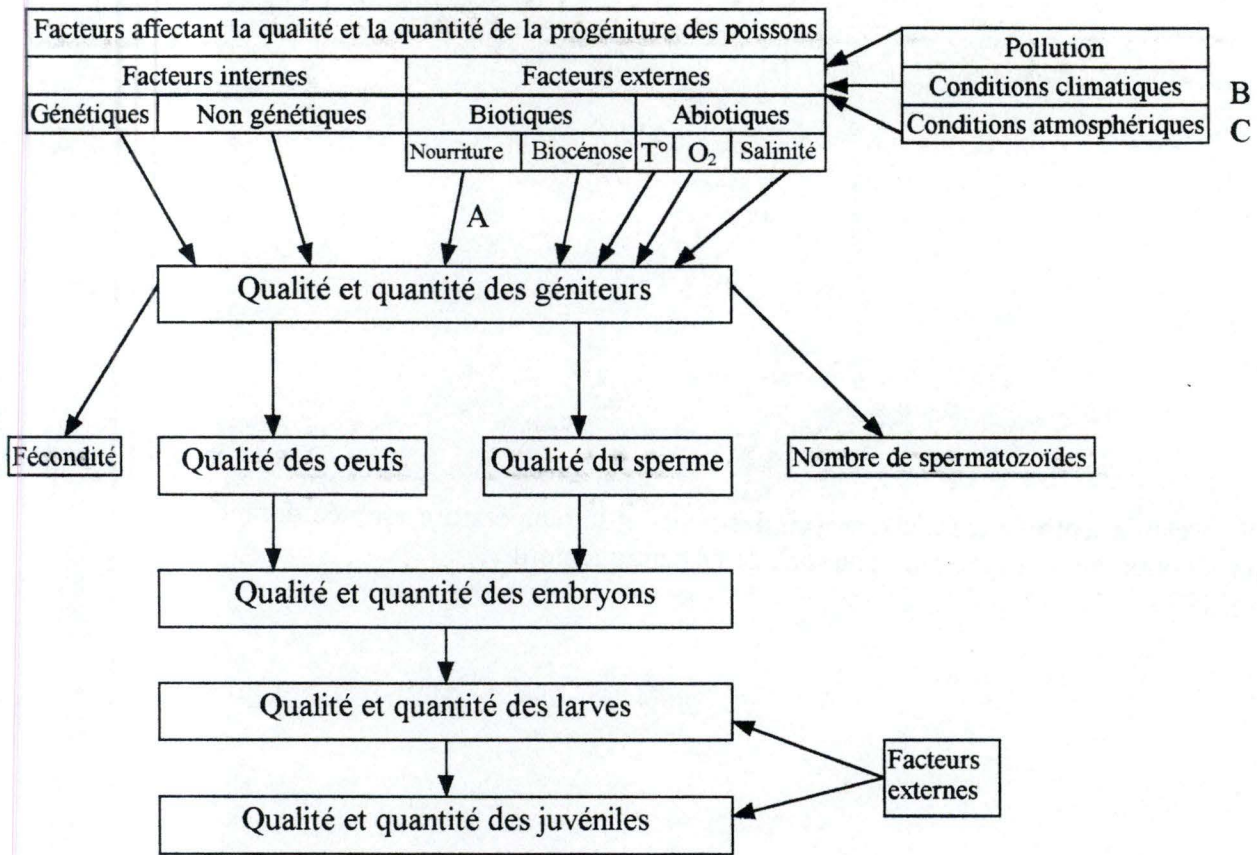 Facteurs affectant la qualité et la quantité de la progéniture des poissons
Facteurs internes
Facteurs externes
Génétiques
Non génétiques
Biotiques
Abiotiques
Nourriture
Biocénose
T°
O₂
Salinité
Pollution
Conditions climatiques
B
Conditions atmosphériques
C
A
Qualité et quantité des géniteurs
Fécondité
Qualité des oeufs
Qualité du sperme
Nombre de spermatozoïdes
Qualité et quantité des embryons
Qualité et quantité des larves
Facteurs
externes
Qualité et quantité des juvéniles